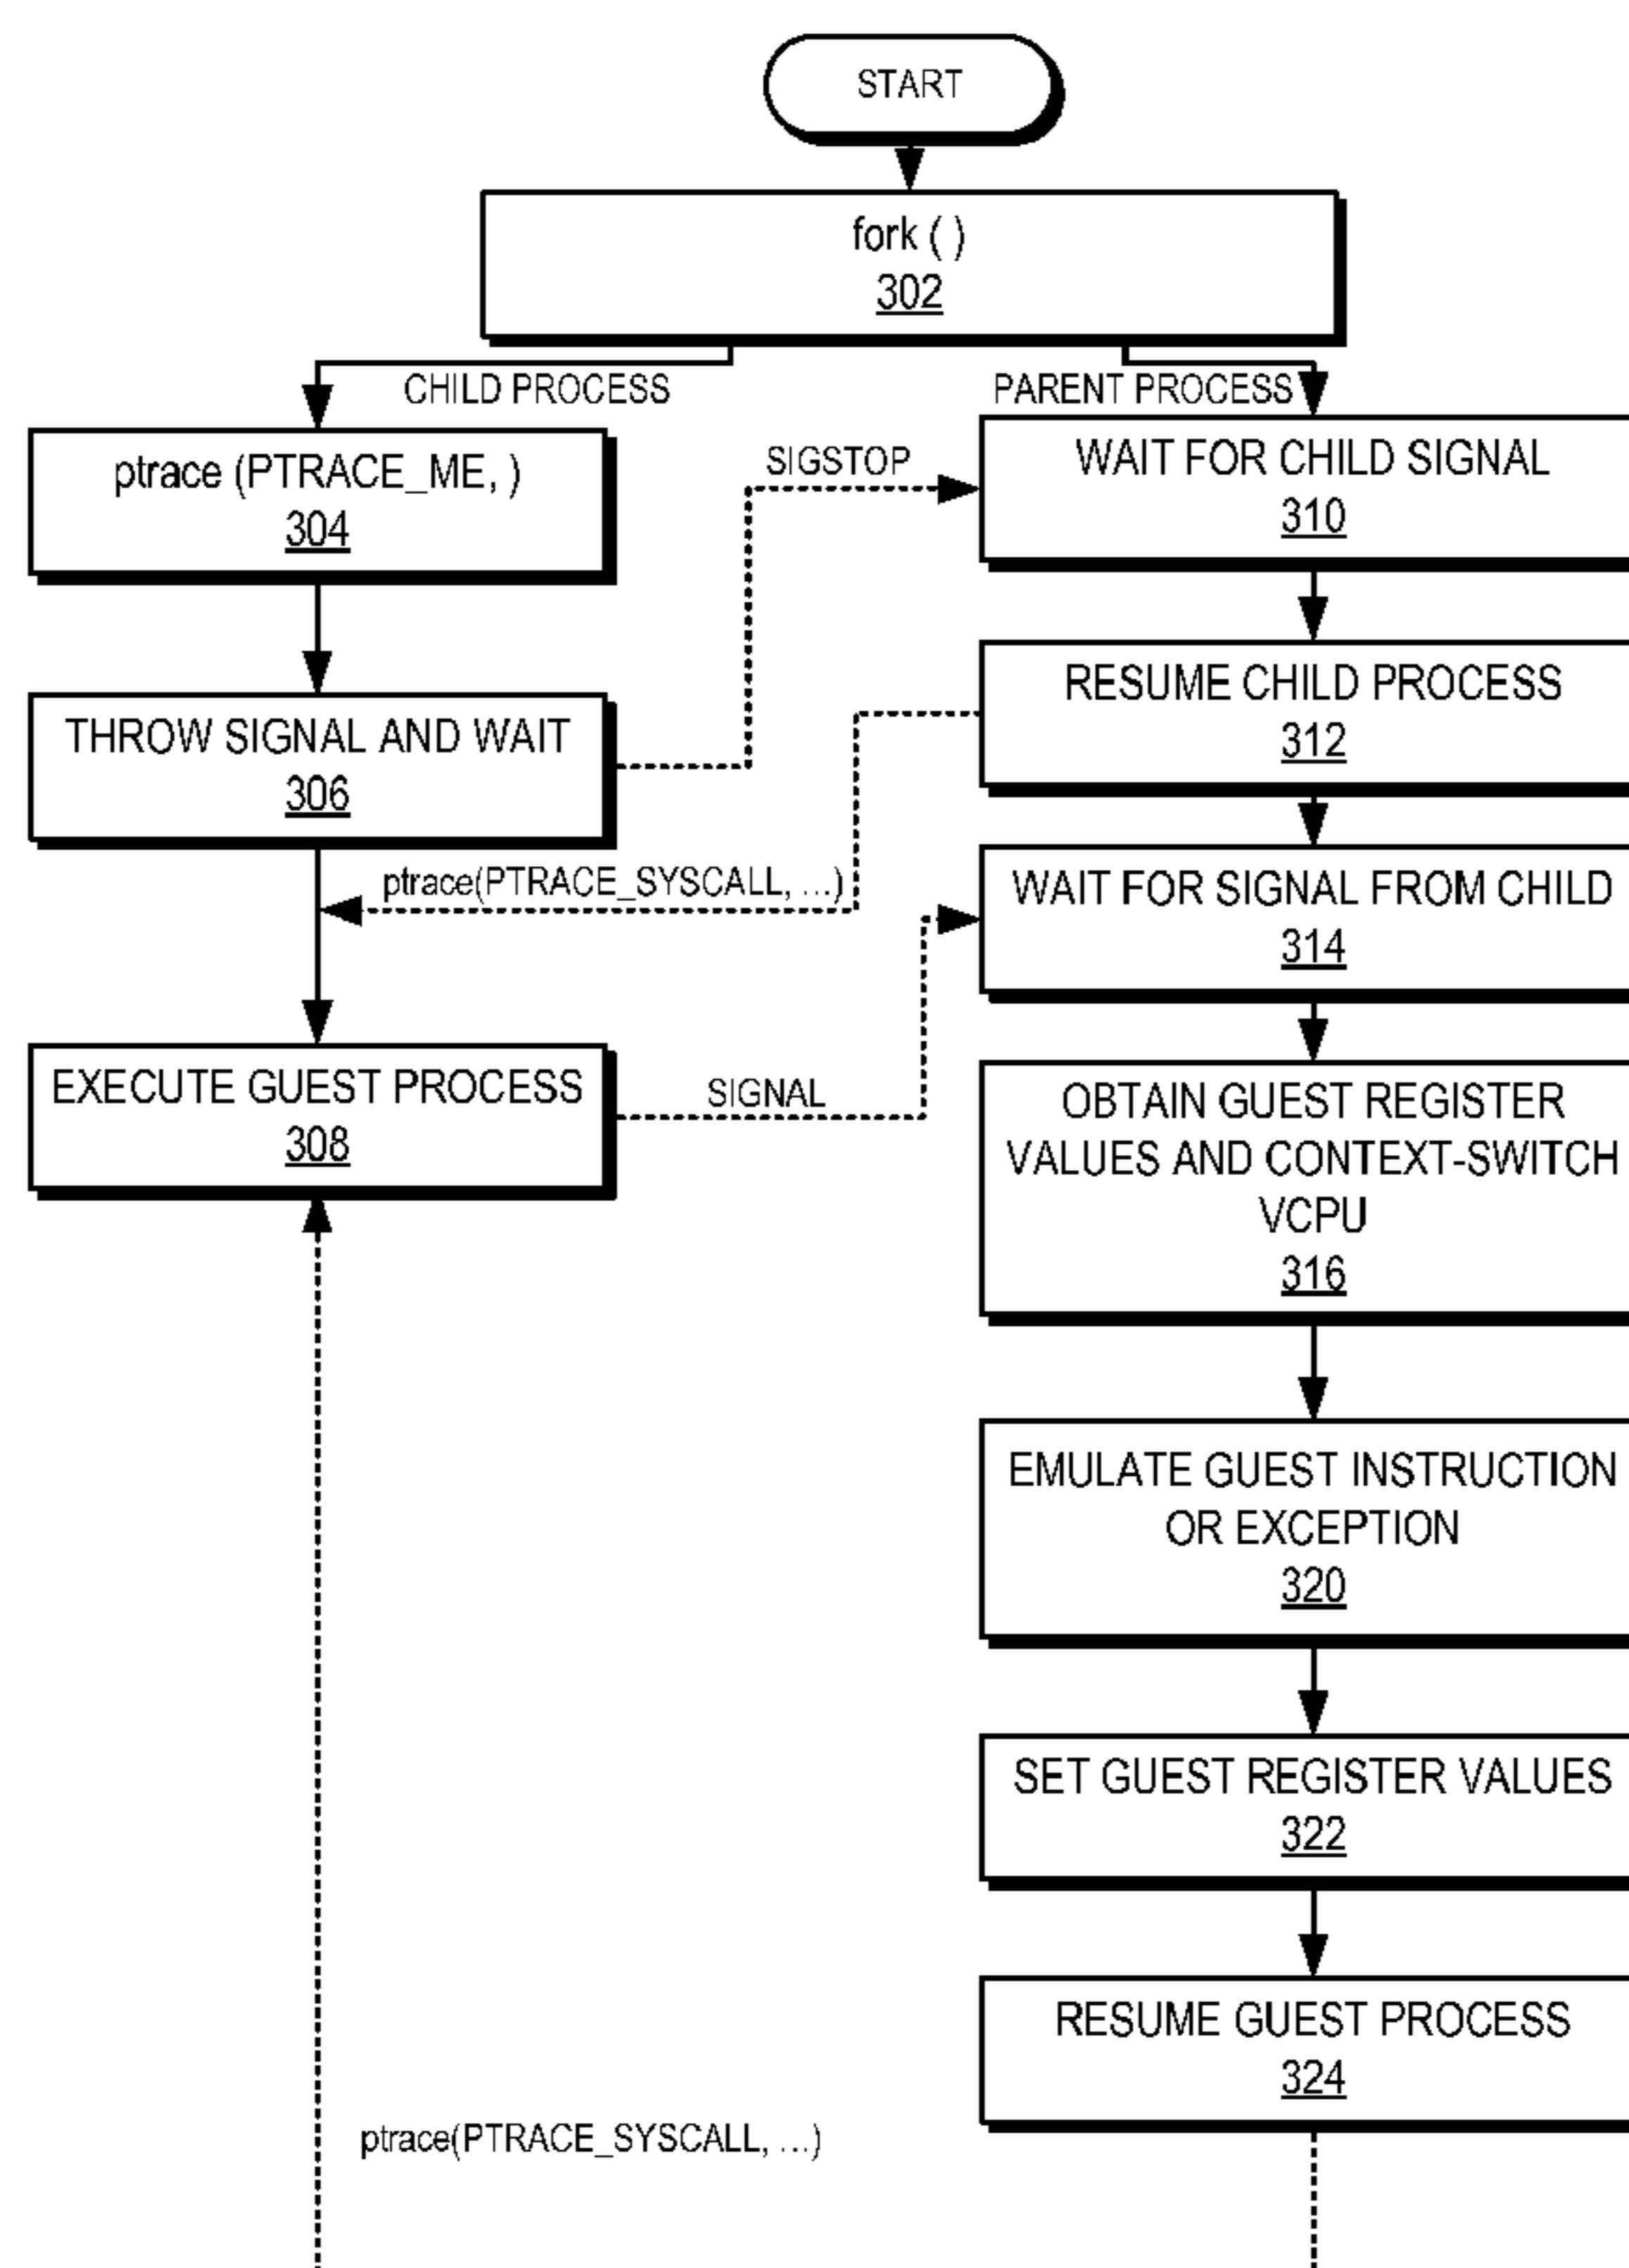 START
fork ( )
302
CHILD PROCESS
PARENT PROCESS
ptrace (PTRACE_ME, )
304
SIGSTOP
WAIT FOR CHILD SIGNAL
310
THROW SIGNAL AND WAIT
306
RESUME CHILD PROCESS
312
ptrace(PTRACE_SYSCALL, ...)
WAIT FOR SIGNAL FROM CHILD
314
EXECUTE GUEST PROCESS
308
SIGNAL
OBTAIN GUEST REGISTER
VALUES AND CONTEXT-SWITCH
VCPU
316
EMULATE GUEST INSTRUCTION
OR EXCEPTION
320
SET GUEST REGISTER VALUES
322
RESUME GUEST PROCESS
324
ptrace(PTRACE_SYSCALL, ...)